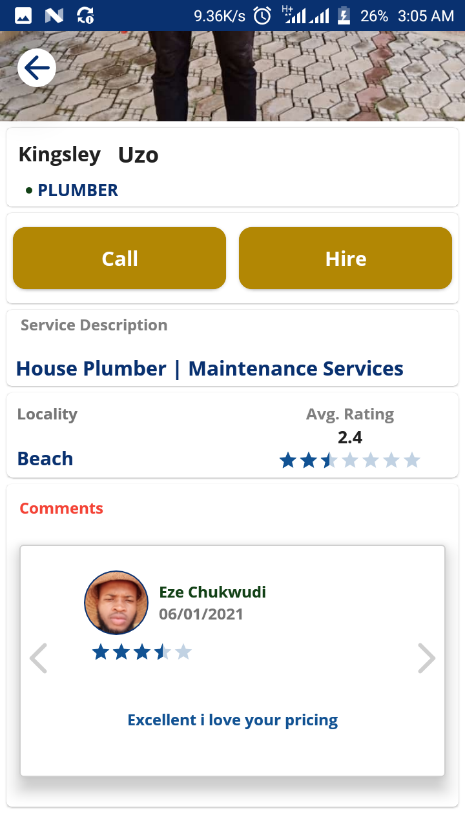 9.36K/s H+ 26% 3:05 AM
Kingsley Uzo
• PLUMBER
Call Hire
Service Description
House Plumber | Maintenance Services
Locality Avg. Rating
2.4
Beach
Comments
Eze Chukwudi
06/01/2021
Excellent i love your pricing